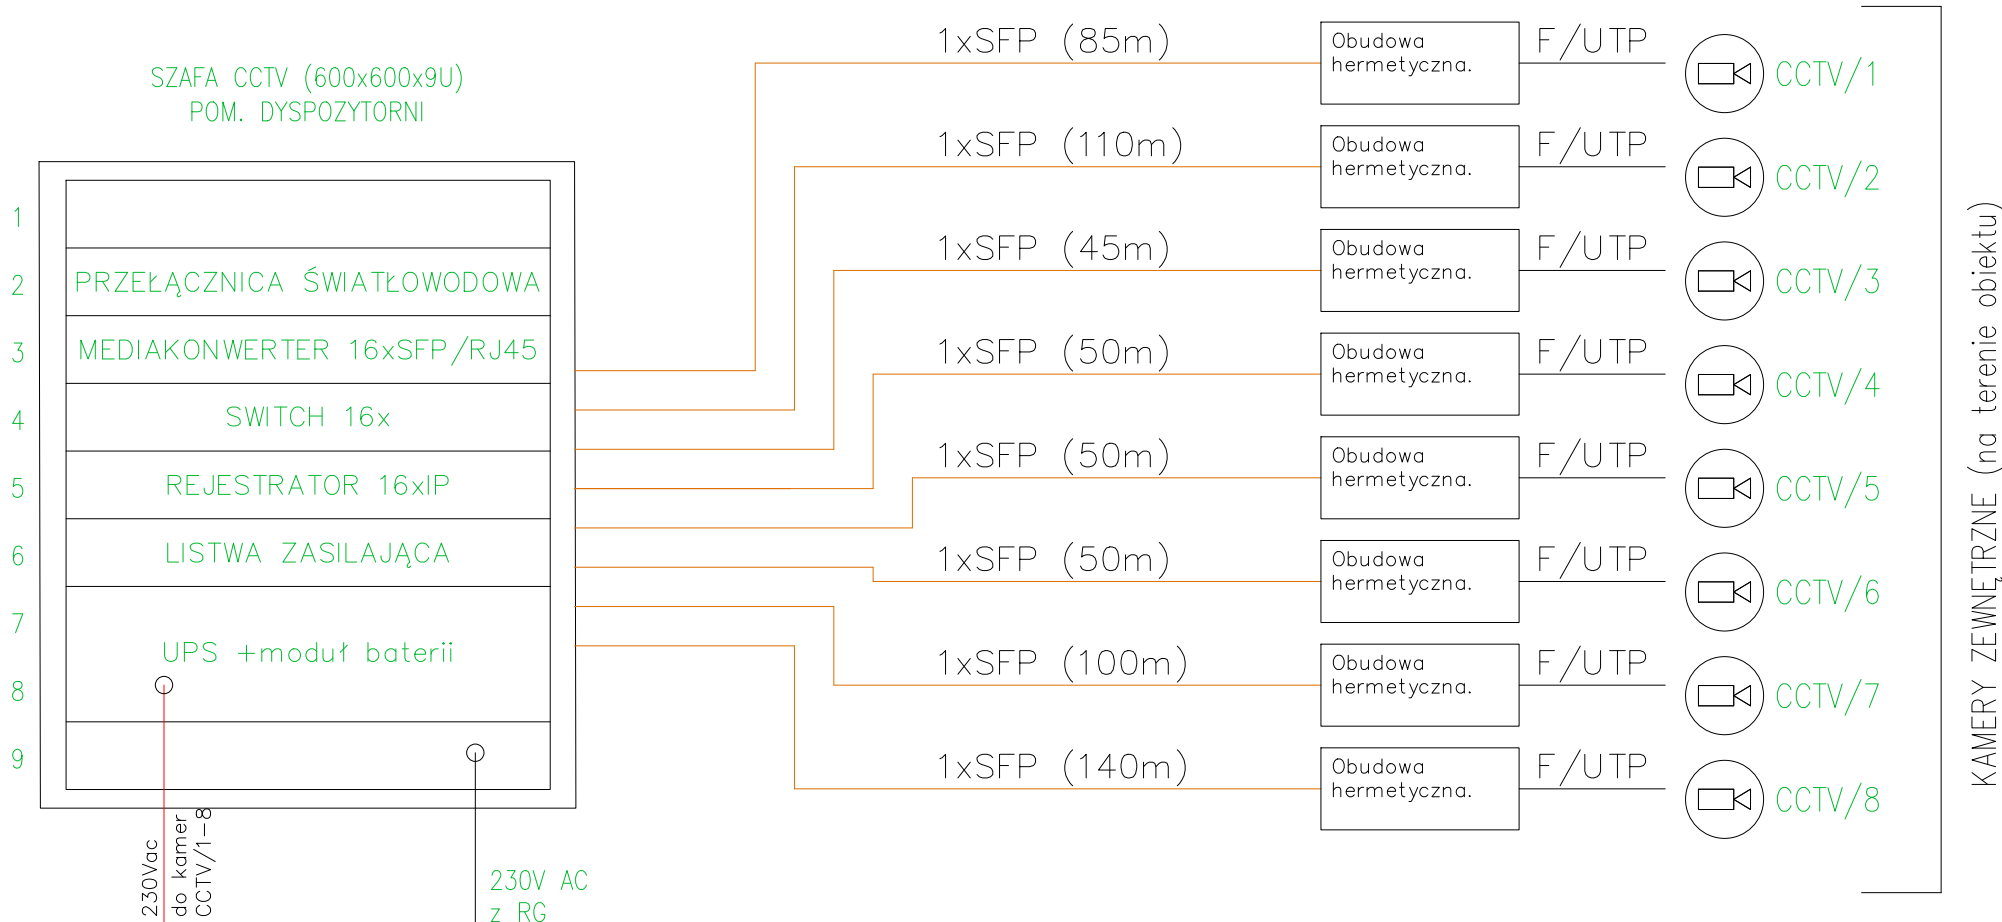 SZAFA CCTV (600x600x9U)
POM. DYSPOZYTORNI
1
2 PRZEŁĄCZNICA ŚWIATŁOWODOWA
3 MEDIAKONWERTER 16xSFP/RJ45
4 SWITCH 16x
5 REJESTRATOR 16xIP
6 LISTWA ZASILAJĄCA
7
UPS +moduł baterii
8
9
230Vac
do kamer
CCTV/1-8
230V AC
z RG
1xSFP (85m)
Obudowa
hermetyczna.
F/UTP
CCTV/1
1xSFP (110m)
Obudowa
hermetyczna.
F/UTP
CCTV/2
1xSFP (45m)
Obudowa
hermetyczna.
F/UTP
CCTV/3
1xSFP (50m)
Obudowa
hermetyczna.
F/UTP
CCTV/4
1xSFP (50m)
Obudowa
hermetyczna.
F/UTP
CCTV/5
1xSFP (50m)
Obudowa
hermetyczna.
F/UTP
CCTV/6
1xSFP (100m)
Obudowa
hermetyczna.
F/UTP
CCTV/7
1xSFP (140m)
Obudowa
hermetyczna.
F/UTP
CCTV/8
KAMERY ZEWNĘTRZNE (na terenie obiektu)